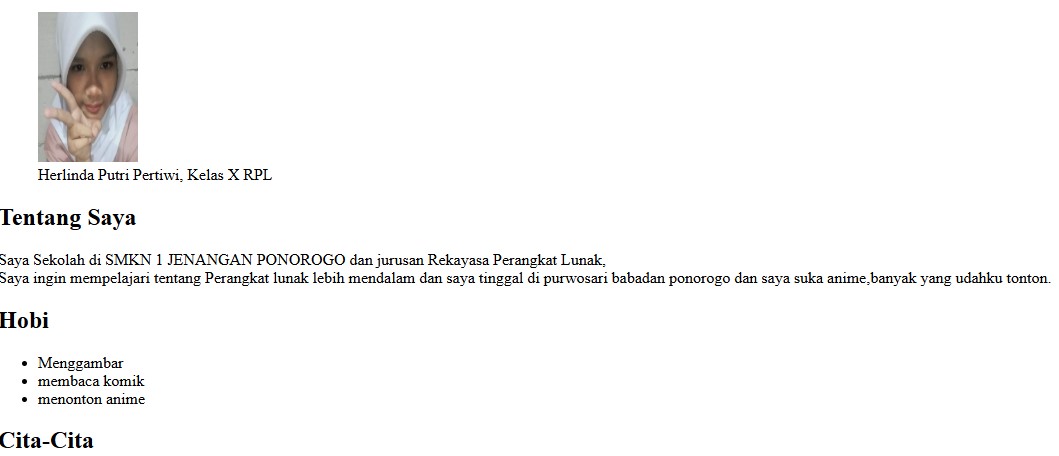 Herlinda Putri Pertiwi, Kelas X RPL
Tentang Saya
Saya Sekolah di SMKN 1 JENANGAN PONOROGO dan jurusan Rekayasa Perangkat Lunak,
Saya ingin mempelajari tentang Perangkat lunak lebih mendalam dan saya tinggal di purwosari babadan ponorogo dan saya suka anime,banyak yang udahku tonton.
Hobi
• Menggambar
• membaca komik
• menonton anime
Cita-Cita